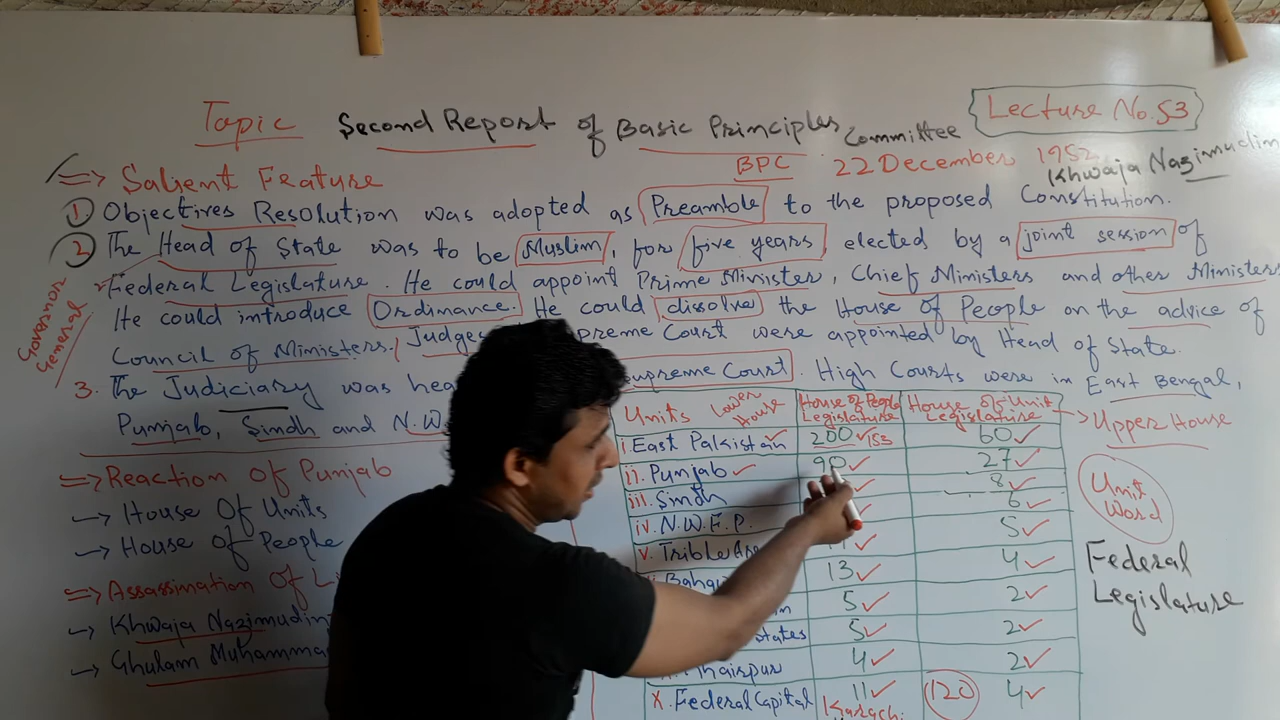 Topic Second Report of Basic Principles Committee
Lecture No.53
BPC 22 December 1952
Khwaja Nazimudin
=> Salient Feature
① Objectives Resolution was adopted as Preamble to the proposed Constitution.
② The Head of State was to be Muslim, for five years, elected by a joint session of
Federal Legislature. He could appoint Prime Minister, Chief Ministers and other Ministers
He could introduce Ordinance. He could dissolve the House of People on the advice of
Council of Ministers. Supreme Court were appointed by Head of State.
Governor
General
3. The Judiciary was Supreme Court. High Courts were in East Bengal,
Punjab, Sindh and N.W
=> Reaction of Punjab
→ House Of Units
→ House of People
=> Assassination Of
→ Khwaja Nazimudin
→ Ghulam Muhamma
Units Lower House House of People Legislature House Of Unit Legislature → Upper House
i. East Pakistan ✓ 200 ✓ 153 60 ✓
ii. Punjab ✓ 90 ✓ 27 ✓
iii. Sindh ✓ 8 ✓
iv. N.W.F.P. ✓ 6 ✓
v. Trible ✓ 5 ✓
13 ✓ 4 ✓
5 ✓ 2 ✓
states 5 ✓ 2 ✓
Khairpur 4 ✓ 2 ✓
x. Federal Capital 11 ✓ Karachi 120 4 ✓
Unit
Word
Federal
Legislature